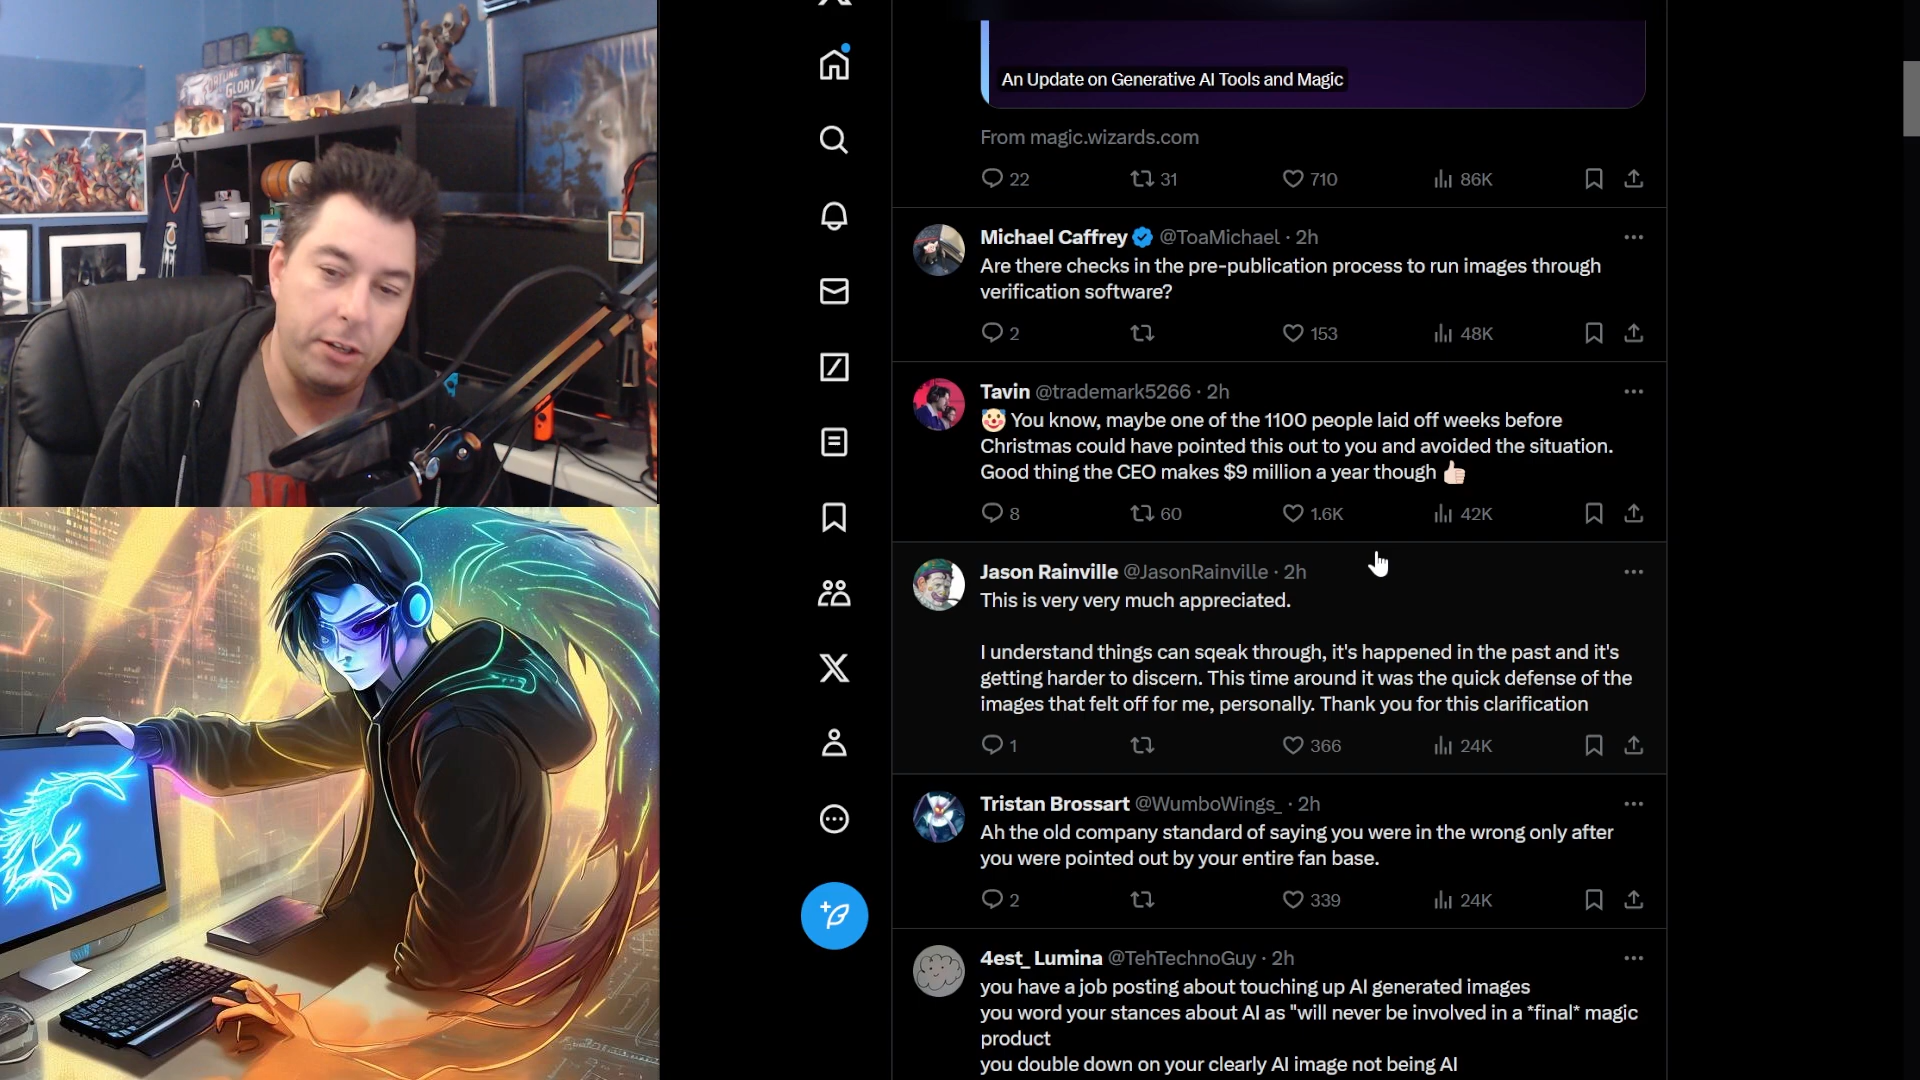 FORTUNE
GLORY
An Update on Generative AI Tools and Magic
From magic.wizards.com
22 31 710 86K
Michael Caffrey @ToaMichael · 2h
Are there checks in the pre-publication process to run images through
verification software?
2 153 48K
Tavin @trademark5266 · 2h
🤡 You know, maybe one of the 1100 people laid off weeks before
Christmas could have pointed this out to you and avoided the situation.
Good thing the CEO makes $9 million a year though 👍🏻
8 60 1.6K 42K
Jason Rainville @JasonRainville · 2h
This is very very much appreciated.
I understand things can sqeak through, it's happened in the past and it's
getting harder to discern. This time around it was the quick defense of the
images that felt off for me, personally. Thank you for this clarification
1 366 24K
Tristan Brossart @WumboWings_ · 2h
Ah the old company standard of saying you were in the wrong only after
you were pointed out by your entire fan base.
2 339 24K
4est_Lumina @TehTechnoGuy · 2h
you have a job posting about touching up AI generated images
you word your stances about AI as "will never be involved in a *final* magic
product
you double down on your clearly AI image not being AI